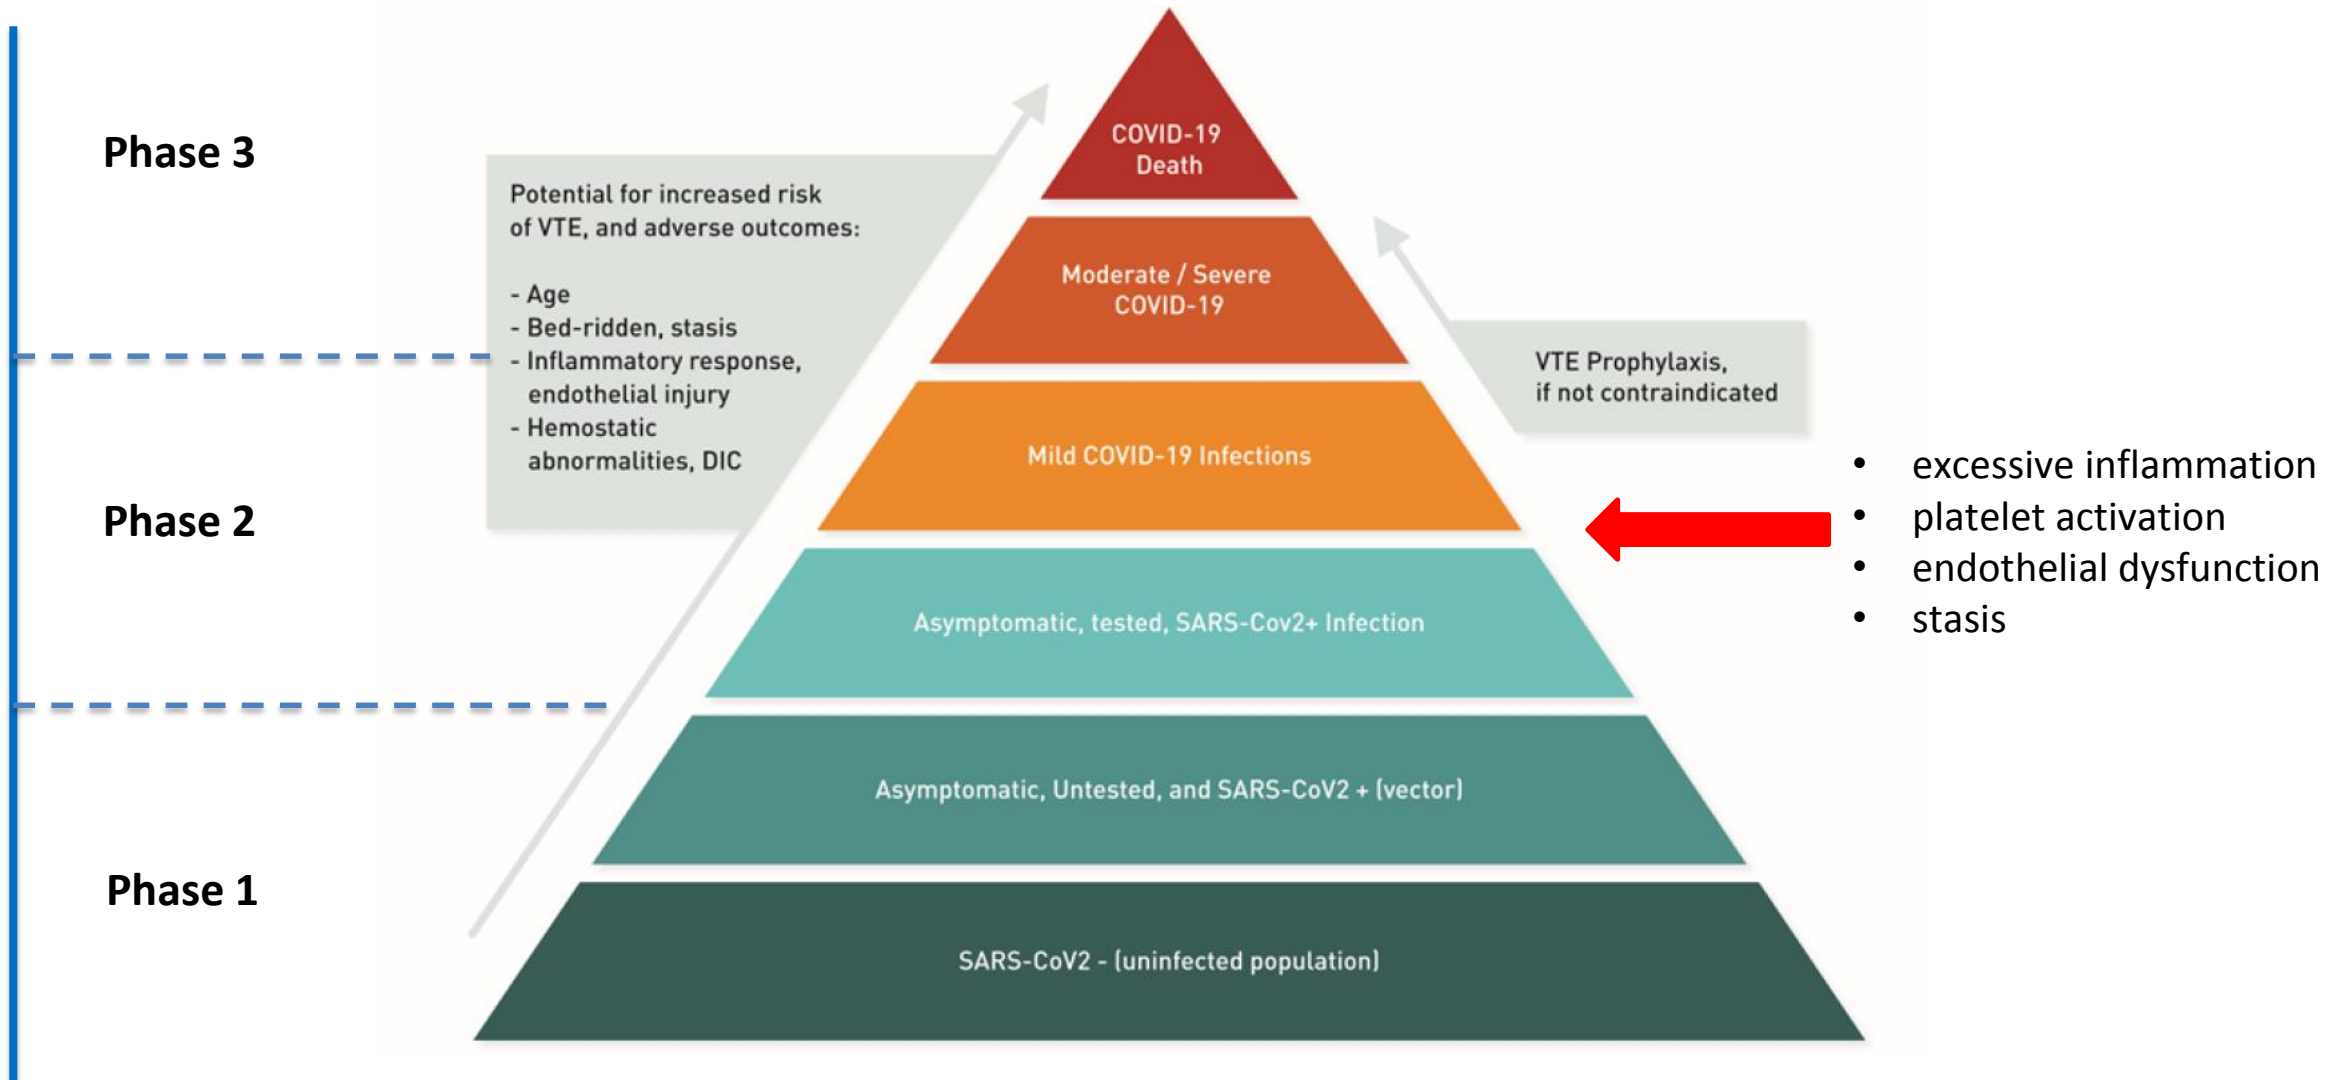 Phase 3
Phase 2
Phase 1
Potential for increased risk
of VTE, and adverse outcomes:
- Age
- Bed-ridden, stasis
- Inflammatory response,
endothelial injury
- Hemostatic
abnormalities, DIC
COVID-19
Death
Moderate / Severe
COVID-19
Mild COVID-19 Infections
Asymptomatic, tested, SARS-Cov2+ Infection
Asymptomatic, Untested, and SARS-CoV2 + (vector)
SARS-CoV2 - (uninfected population)
VTE Prophylaxis,
if not contraindicated
• excessive inflammation
• platelet activation
• endothelial dysfunction
• stasis